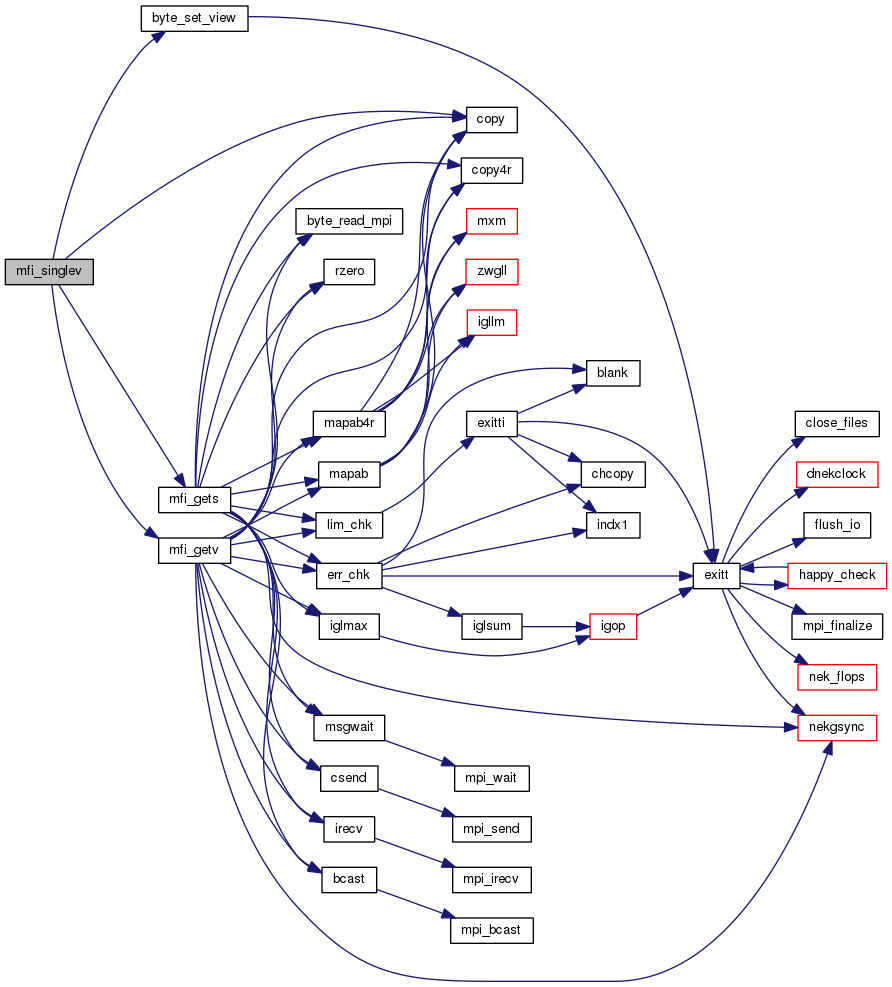 byte_set_view
copy
copy4r
mxm
byte_read_mpi
mfi_singlev
rzero
zwgll
igllm
blank
mapab4r
exitti
close_files
mapab
chcopy
dnekclock
mfi_gets
lim_chk
indx1
flush_io
mfi_getv
err_chk
exitt
happy_check
iglmax
iglsum
igop
mpi_finalize
nek_flops
msgwait
nekgsync
csend
mpi_wait
irecv
mpi_send
bcast
mpi_irecv
mpi_bcast